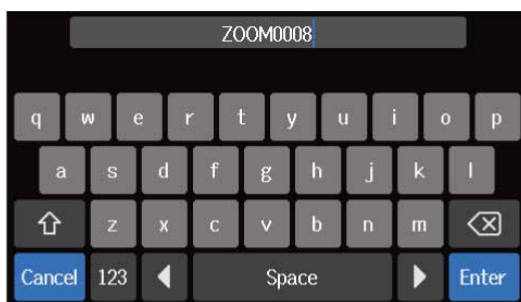 ZOOM0008
q w e r t y u i o p
a s d f g h j k l
z x c v b n m
Cancel 123 Space Enter